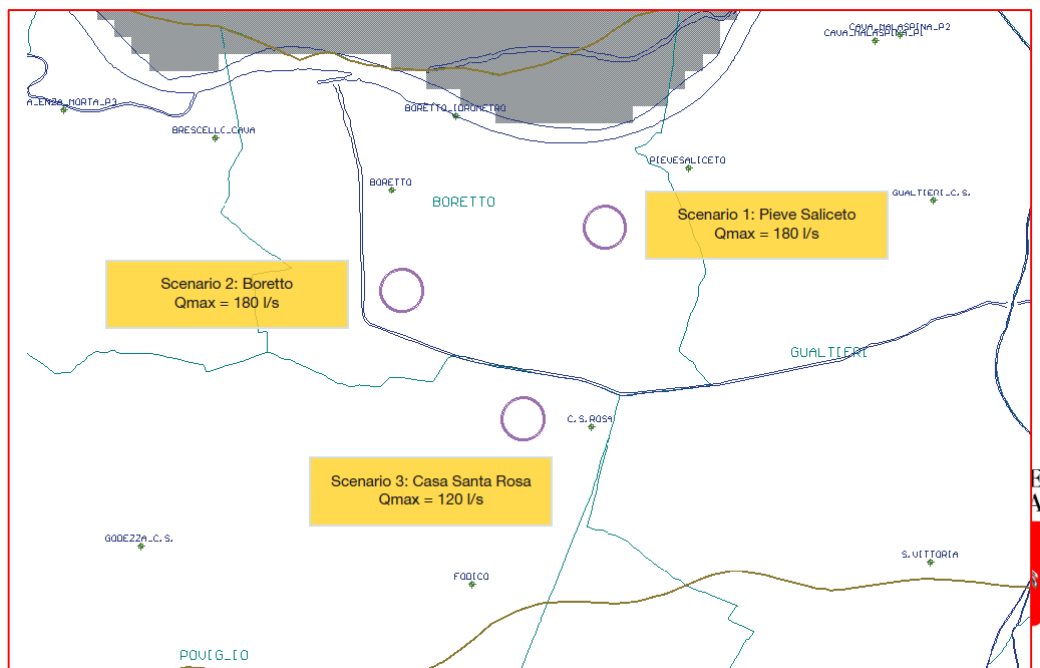 CAVA_MALASPINA_P2
CAVA_MALASPINA_P1
A_ENZA_MORTA_P3
BORETTO_IDROMETRO
BRESCELLO_CAVA
PIEVESALICETO
BORETTO
GUALTIERI_C.S.
BORETTO
Scenario 1: Pieve Saliceto
Qmax = 180 l/s
Scenario 2: Boretto
Qmax = 180 l/s
GUALTIERI
C.S.ROSA
Scenario 3: Casa Santa Rosa
Qmax = 120 l/s
GODEZZA_C.S.
S.VITTORIA
FODICO
POVIGLIO